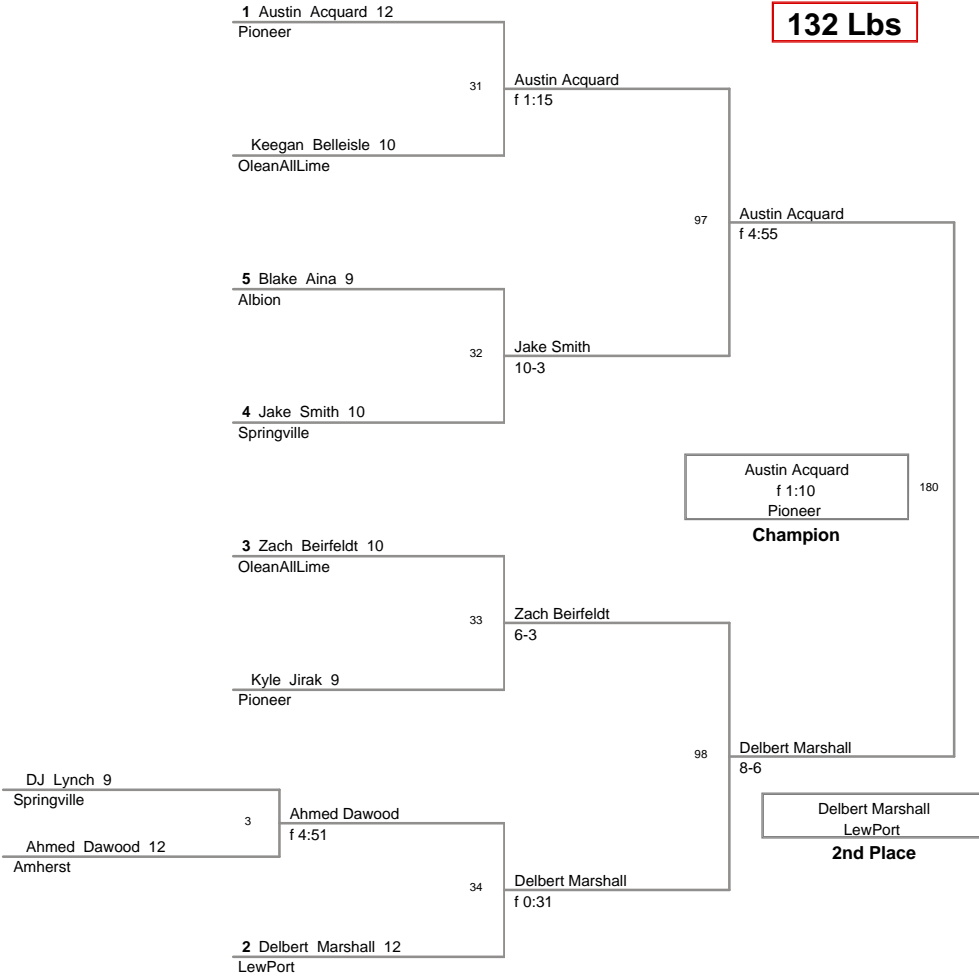 1 Austin Acquard 12
Pioneer
132 Lbs
31
Austin Acquard
f 1:15
Keegan Belleisle 10
OleanAllLime
97
Austin Acquard
f 4:55
5 Blake Aina 9
Albion
32
Jake Smith
10-3
4 Jake Smith 10
Springville
Austin Acquard
f 1:10
Pioneer
180
Champion
3 Zach Beirfeldt 10
OleanAllLime
33
Zach Beirfeldt
6-3
Kyle Jirak 9
Pioneer
98
Delbert Marshall
8-6
DJ Lynch 9
Springville
3
Ahmed Dawood
f 4:51
Delbert Marshall
LewPort
2nd Place
Ahmed Dawood 12
Amherst
34
Delbert Marshall
f 0:31
2 Delbert Marshall 12
LewPort